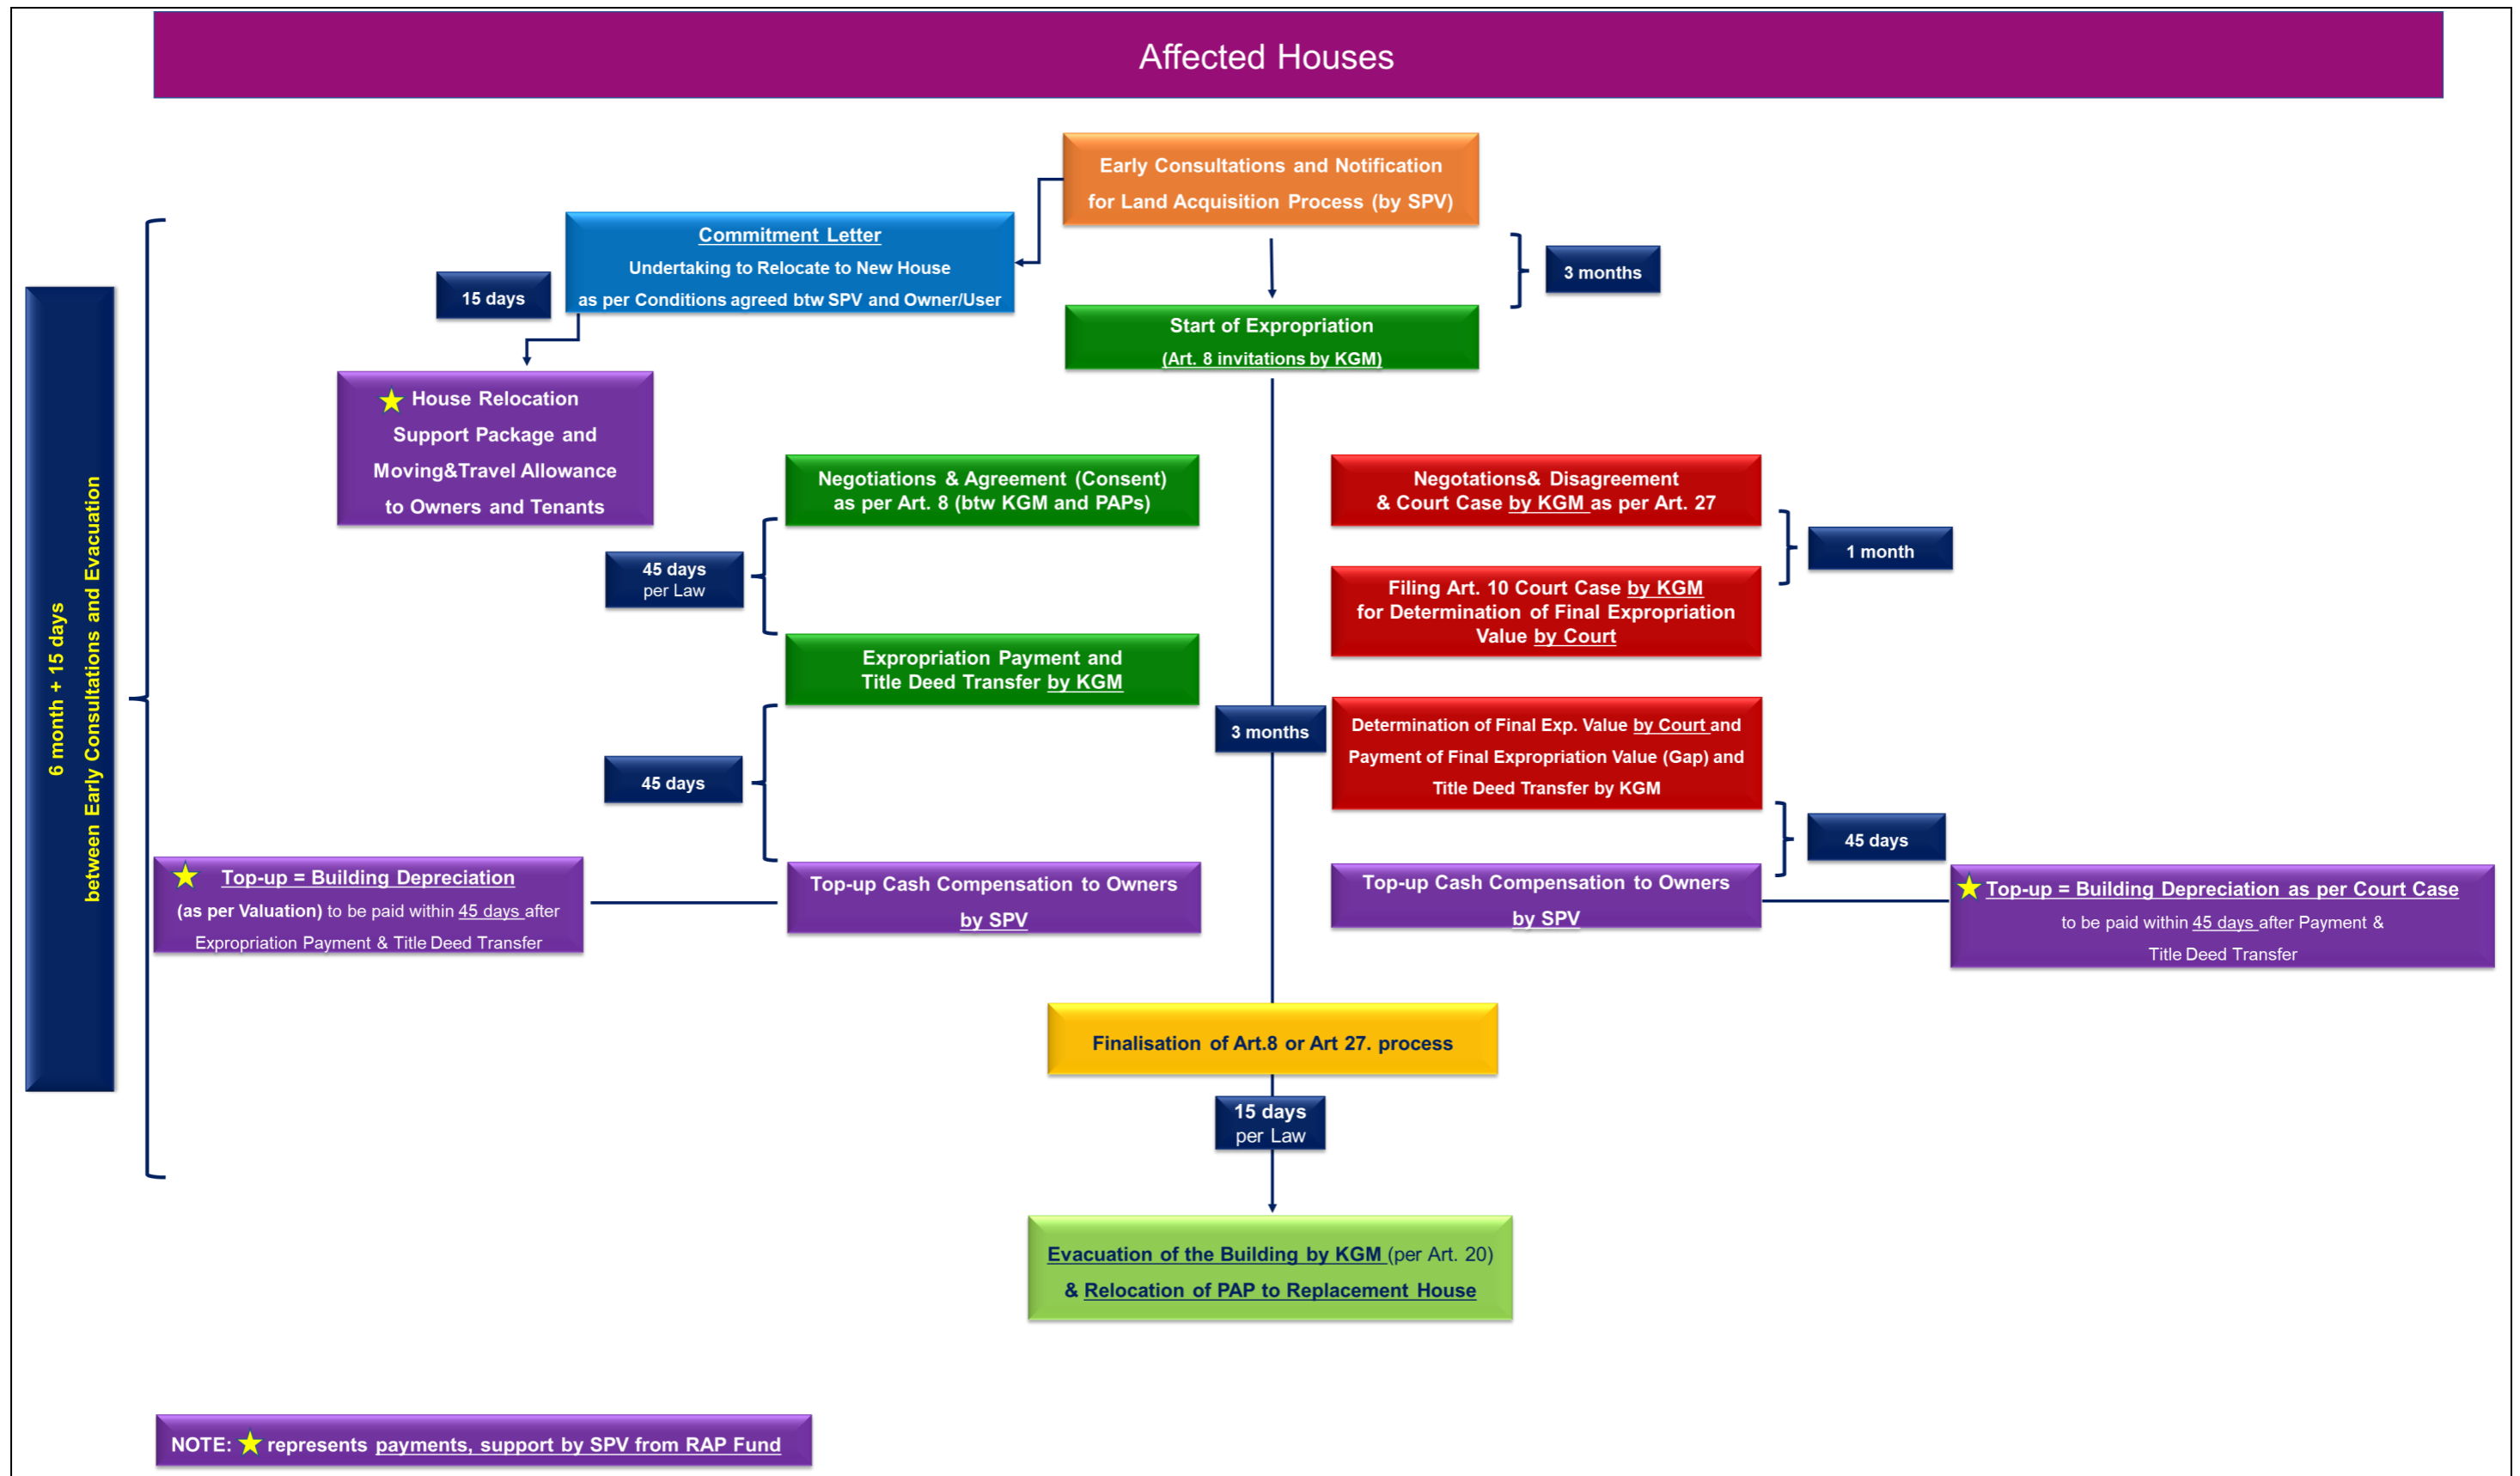 Affected Houses
Early Consultations and Notification
for Land Acquisition Process (by SPV)
Commitment Letter
Undertaking to Relocate to New House
as per Conditions agreed btw SPV and Owner/User
15 days
3 months
Start of Expropriation
(Art. 8 invitations by KGM)
House Relocation
Support Package and
Moving&Travel Allowance
to Owners and Tenants
Negotiations & Agreement (Consent)
as per Art. 8 (btw KGM and PAPs)
Negotations& Disagreement
& Court Case by KGM as per Art. 27
45 days
per Law
1 month
Filing Art. 10 Court Case by KGM
for Determination of Final Expropriation
Value by Court
Expropriation Payment and
Title Deed Transfer by KGM
3 months
Determination of Final Exp. Value by Court and
Payment of Final Expropriation Value (Gap) and
Title Deed Transfer by KGM
45 days
45 days
6 month + 15 days
between Early Consultations and Evacuation
Top-up = Building Depreciation
(as per Valuation) to be paid within 45 days after
Expropriation Payment & Title Deed Transfer
Top-up Cash Compensation to Owners
by SPV
Top-up Cash Compensation to Owners
by SPV
Top-up = Building Depreciation as per Court Case
to be paid within 45 days after Payment &
Title Deed Transfer
Finalisation of Art.8 or Art 27. process
15 days
per Law
Evacuation of the Building by KGM (per Art. 20)
& Relocation of PAP to Replacement House
NOTE: represents payments, support by SPV from RAP Fund